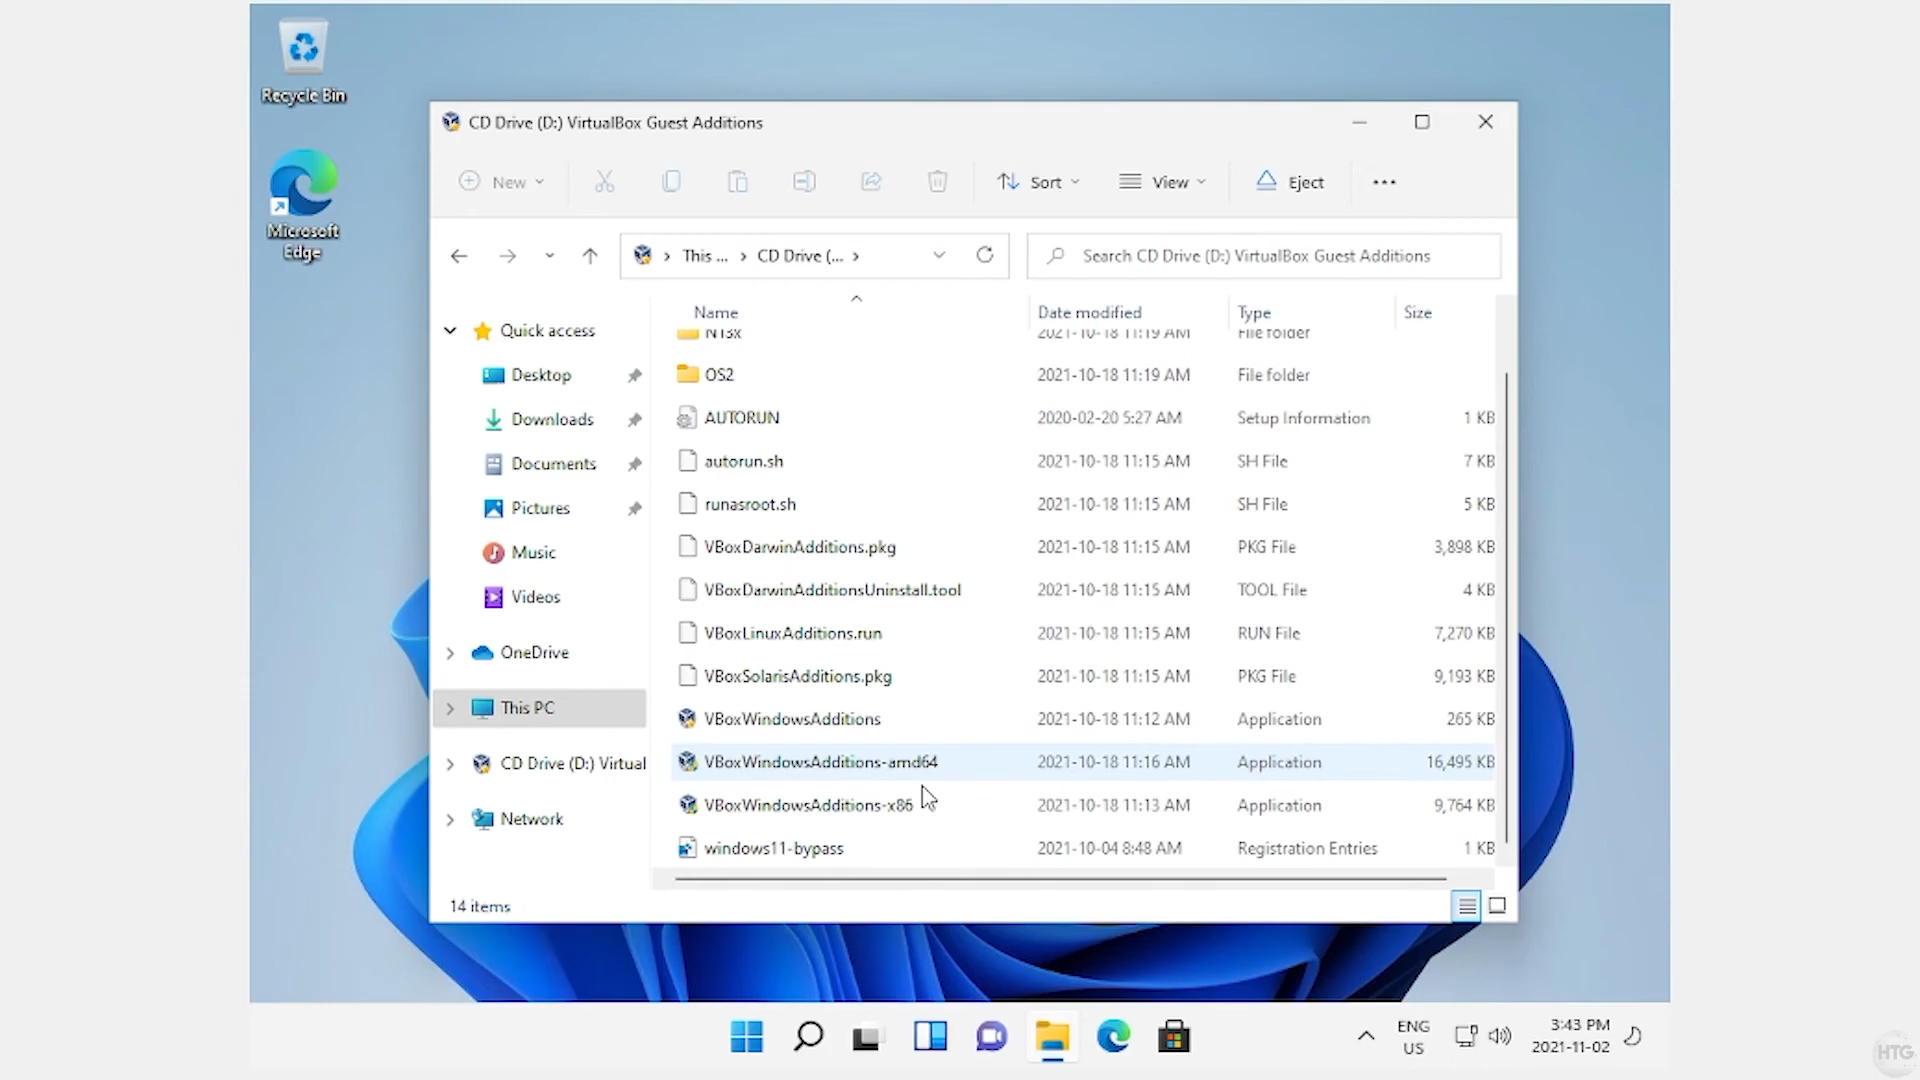 Recycle Bin
Microsoft
Edge
CD Drive (D:) VirtualBox Guest Additions
New
Sort
View
Eject
This ...
CD Drive (...
Search CD Drive (D:) VirtualBox Guest Additions
Name Date modified Type Size
NT3x 2021-10-18 11:19 AM File folder
OS2 2021-10-18 11:19 AM File folder
AUTORUN 2020-02-20 5:27 AM Setup Information 1 KB
autorun.sh 2021-10-18 11:15 AM SH File 7 KB
runasroot.sh 2021-10-18 11:15 AM SH File 5 KB
VBoxDarwinAdditions.pkg 2021-10-18 11:15 AM PKG File 3,898 KB
VBoxDarwinAdditionsUninstall.tool 2021-10-18 11:15 AM TOOL File 4 KB
VBoxLinuxAdditions.run 2021-10-18 11:15 AM RUN File 7,270 KB
VBoxSolarisAdditions.pkg 2021-10-18 11:15 AM PKG File 9,193 KB
VBoxWindowsAdditions 2021-10-18 11:12 AM Application 265 KB
VBoxWindowsAdditions-amd64 2021-10-18 11:16 AM Application 16,495 KB
VBoxWindowsAdditions-x86 2021-10-18 11:13 AM Application 9,764 KB
windows11-bypass 2021-10-04 8:48 AM Registration Entries 1 KB
Quick access
Desktop
Downloads
Documents
Pictures
Music
Videos
OneDrive
This PC
CD Drive (D:) Virtual
Network
14 items
ENG
US
3:43 PM
2021-11-02
HTG